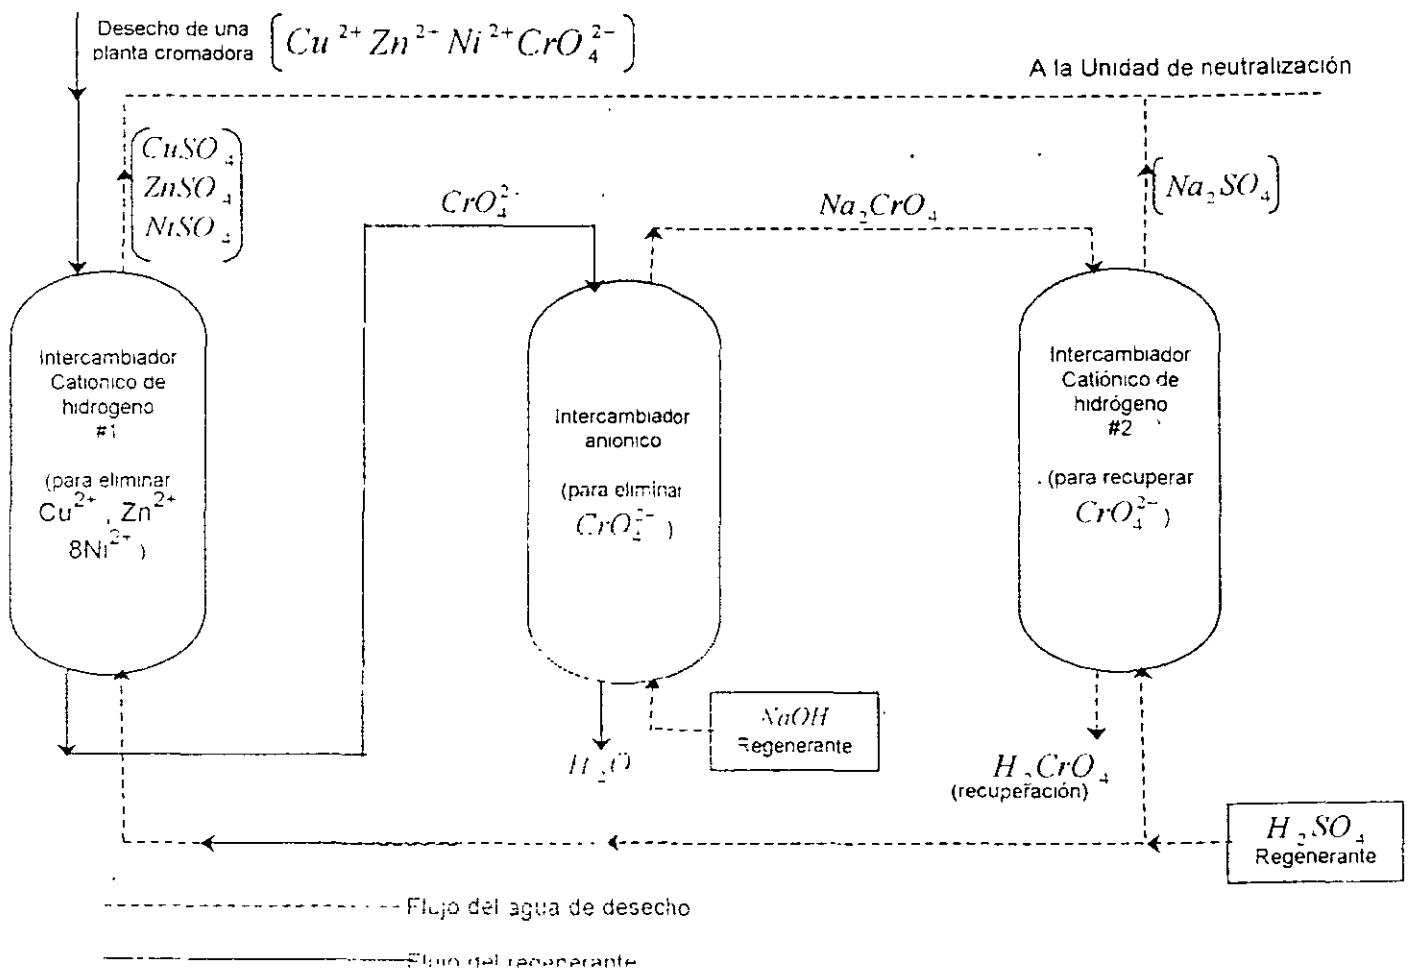 Desecho de una
planta cromadora
[Cu²⁺ Zn²⁻ Ni²⁺ CrO₄²⁻]
A la Unidad de neutralización
CuSO₄
ZnSO₄
NiSO₄
CrO₄²⁻
Na₂CrO₄
[Na₂SO₄]
Intercambiador
Cationico de
hidrogeno
#1
(para eliminar
Cu²⁺, Zn²⁺
8Ni²⁺)
Intercambiador
anionico
(para eliminar
CrO₄²⁻)
Intercambiador
Catiónico de
hidrógeno
#2
(para recuperar
CrO₄²⁻)
H₂O
NaOH
Regenerante
H₂CrO₄
(recuperación)
H₂SO₄
Regenerante
Flujo del agua de desecho
Flujo del regenerante